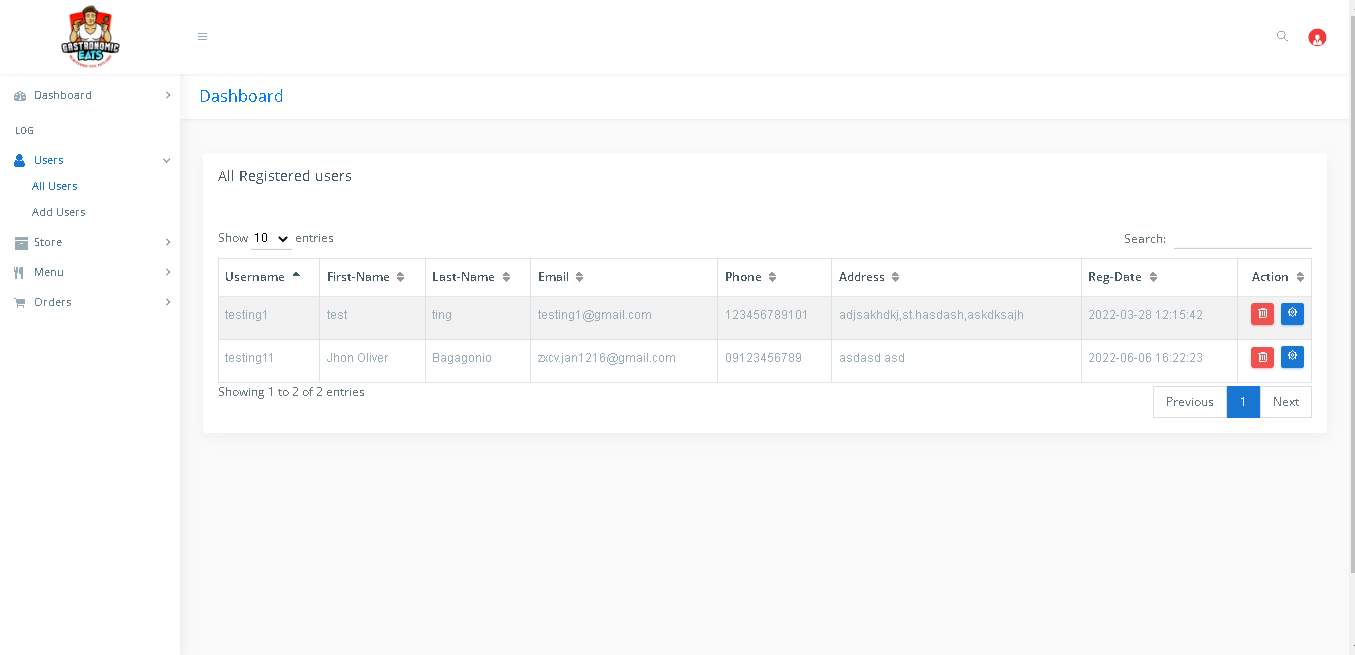 GASTRONOMIC
EATS
Dashboard
Dashboard
LOG
Users
All Users
Add Users
Store
Menu
Orders
All Registered users
Show 10 entries
Search:
Username First-Name Last-Name Email Phone Address Reg-Date Action
testing1 test ting testing1@gmail.com 123456789101 adjsakhdkj,st.hasdash,askdksajh 2022-03-28 12:15:42
testing11 Jhon Oliver Bagagonio zxcv.jan1216@gmail.com 09123456789 asdasd asd 2022-06-06 16:22:23
Showing 1 to 2 of 2 entries
Previous 1 Next